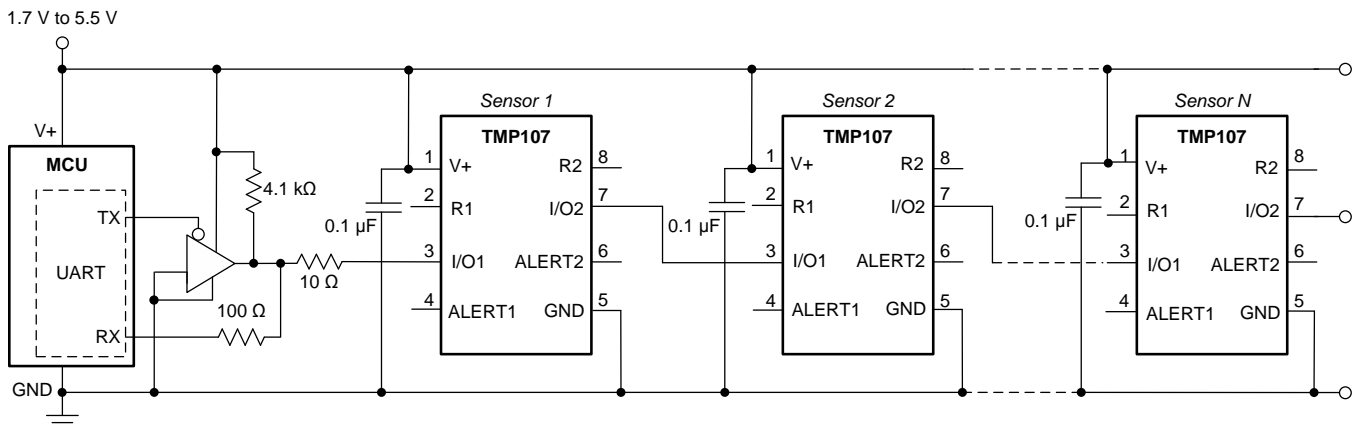 1.7 V to 5.5 V
V+
MCU
UART
TX
RX
GND
4.1 kΩ
10 Ω
100 Ω
Sensor 1
TMP107
0.1 µF
1
V+
2
R1
3
I/O1
4
ALERT1
R2
8
I/O2
7
ALERT2
6
GND
5
Sensor 2
TMP107
0.1 µF
1
V+
2
R1
3
I/O1
4
ALERT1
R2
8
I/O2
7
ALERT2
6
GND
5
Sensor N
TMP107
0.1 µF
1
V+
2
R1
3
I/O1
4
ALERT1
R2
8
I/O2
7
ALERT2
6
GND
5